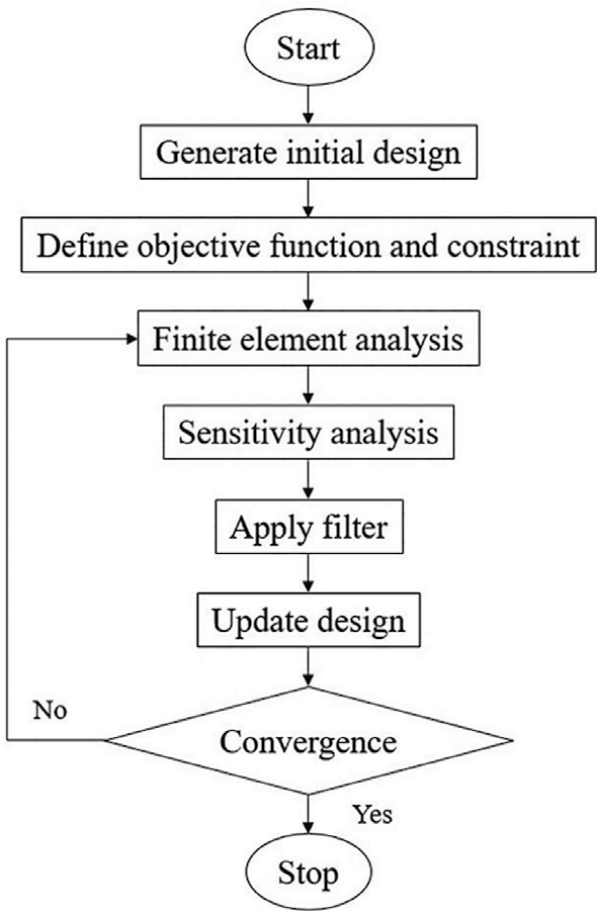 Start
Generate initial design
Define objective function and constraint
Finite element analysis
Sensitivity analysis
Apply filter
Update design
No
Convergence
Yes
Stop